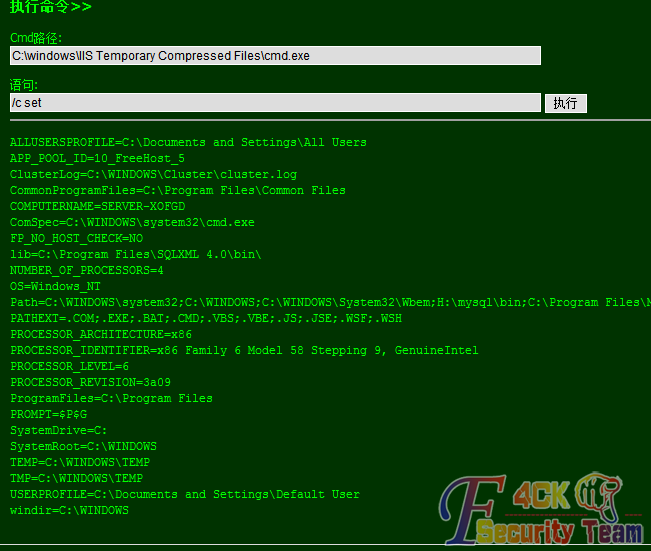 执行命令>>
Cmd路径:
C:\windows\IIS Temporary Compressed Files\cmd.exe
语句:
/c set 执行
ALLUSERSPROFILE=C:\Documents and Settings\All Users
APP_POOL_ID=10_FreeHost_5
ClusterLog=C:\WINDOWS\Cluster\cluster.log
CommonProgramFiles=C:\Program Files\Common Files
COMPUTERNAME=SERVER-XOFGD
ComSpec=C:\WINDOWS\system32\cmd.exe
FP_NO_HOST_CHECK=NO
lib=C:\Program Files\SQLXML 4.0\bin\
NUMBER_OF_PROCESSORS=4
OS=Windows_NT
Path=C:\WINDOWS\system32;C:\WINDOWS;C:\WINDOWS\System32\Wbem;H:\mysql\bin;C:\Program Files\
PATHEXT=.COM;.EXE;.BAT;.CMD;.VBS;.VBE;.JS;.JSE;.WSF;.WSH
PROCESSOR_ARCHITECTURE=x86
PROCESSOR_IDENTIFIER=x86 Family 6 Model 58 Stepping 9, GenuineIntel
PROCESSOR_LEVEL=6
PROCESSOR_REVISION=3a09
ProgramFiles=C:\Program Files
PROMPT=$P$G
SystemDrive=C:
SystemRoot=C:\WINDOWS
TEMP=C:\WINDOWS\TEMP
TMP=C:\WINDOWS\TEMP
USERPROFILE=C:\Documents and Settings\Default User
windir=C:\WINDOWS
F4CK
Security Team